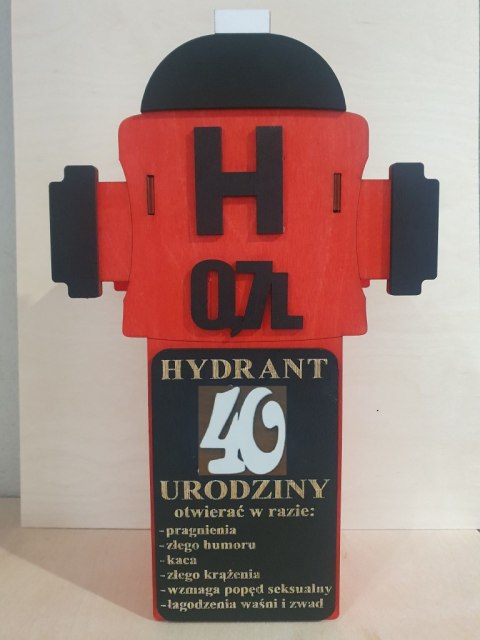 H
0,7L
HYDRANT
40
URODZINY
otwierać w razie:
-pragnienia
-złego humoru
-kaca
-złego krążenia
-wzmaga popęd seksualny
-łagodzenia waśni i zwad